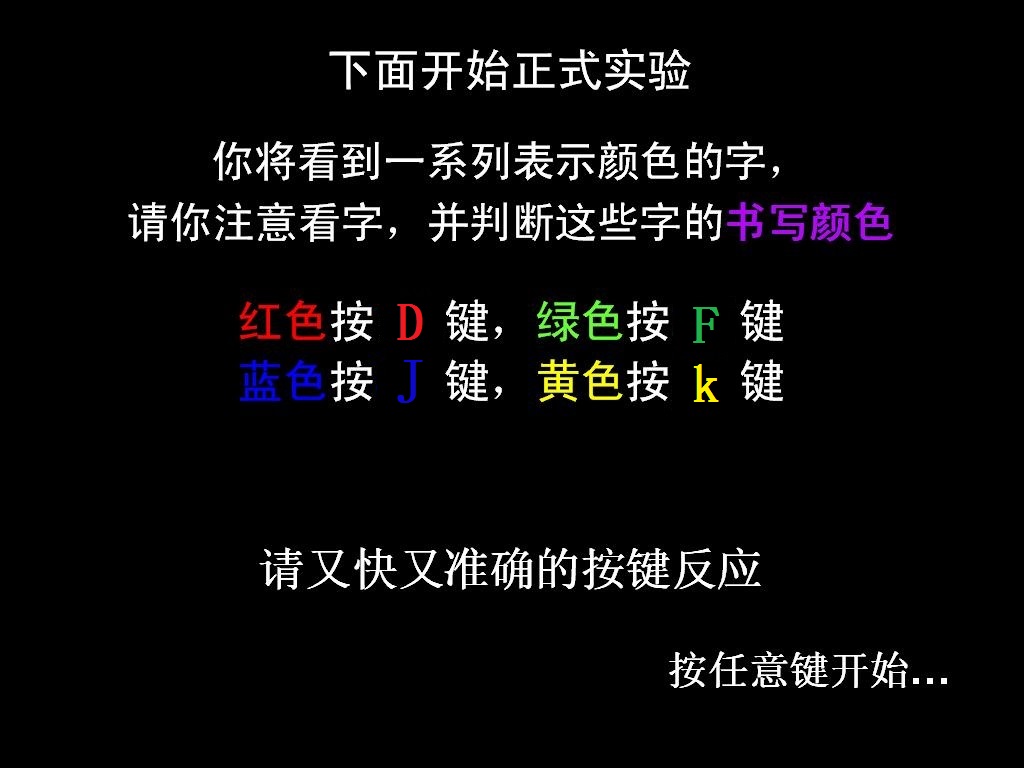 下面开始正式实验
你将看到一系列表示颜色的字，
请你注意看字，并判断这些字的书写颜色
红色按 D 键，绿色按 F 键
蓝色按 J 键，黄色按 k 键
请又快又准确的按键反应
按任意键开始...